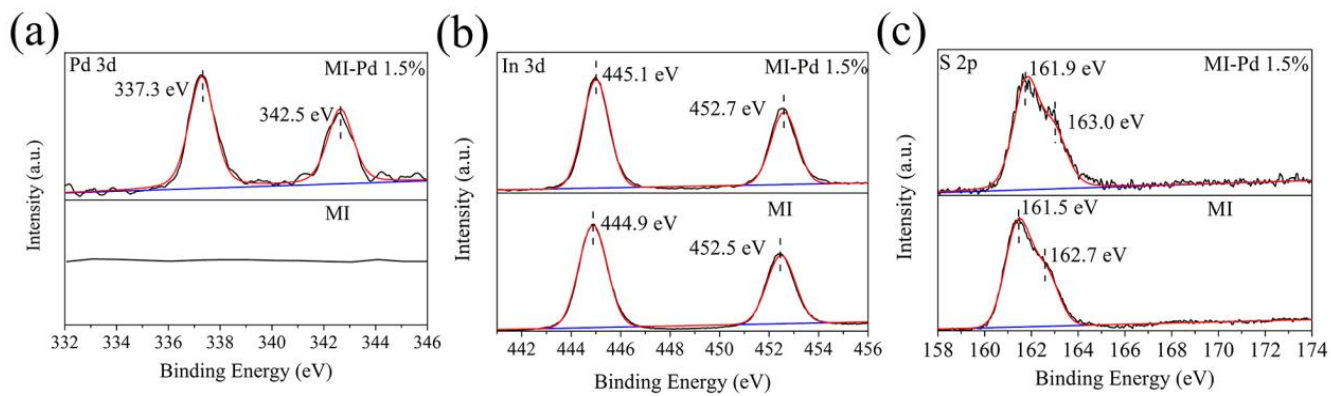 (a)
Pd 3d
MI-Pd 1.5%
337.3 eV
342.5 eV
MI
Intensity (a.u.)
332 334 336 338 340 342 344 346
Binding Energy (eV)
(b)
In 3d
MI-Pd 1.5%
445.1 eV
452.7 eV
MI
444.9 eV
452.5 eV
Intensity (a.u.)
442 444 446 448 450 452 454 456
Binding Energy (eV)
(c)
S 2p
MI-Pd 1.5%
161.9 eV
163.0 eV
MI
161.5 eV
162.7 eV
Intensity (a.u.)
158 160 162 164 166 168 170 172 174
Binding Energy (eV)